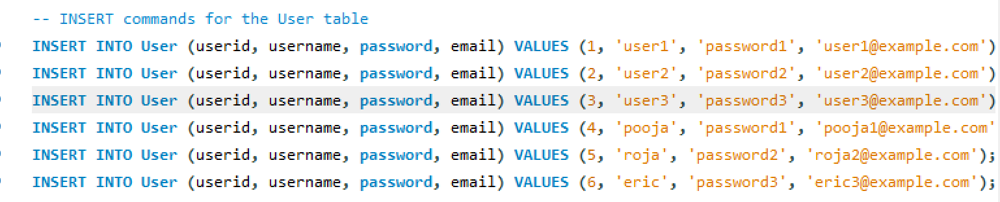 -- INSERT commands for the User table
INSERT INTO User (userid, username, password, email) VALUES (1, 'user1', 'password1', 'user1@example.com')
INSERT INTO User (userid, username, password, email) VALUES (2, 'user2', 'password2', 'user2@example.com')
INSERT INTO User (userid, username, password, email) VALUES (3, 'user3', 'password3', 'user3@example.com')
INSERT INTO User (userid, username, password, email) VALUES (4, 'pooja', 'password1', 'pooja1@example.com'
INSERT INTO User (userid, username, password, email) VALUES (5, 'roja', 'password2', 'roja2@example.com');
INSERT INTO User (userid, username, password, email) VALUES (6, 'eric', 'password3', 'eric3@example.com');